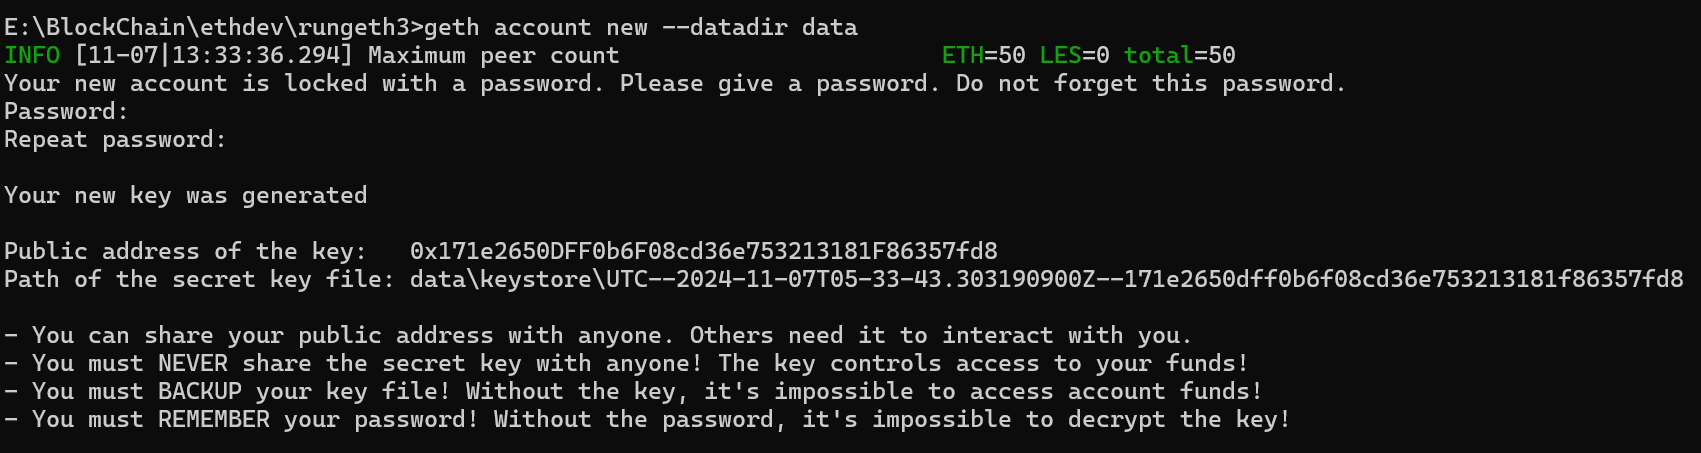 E:\BlockChain\ethdev\rungeth3>geth account new --datadir data
INFO [11-07|13:33:36.294] Maximum peer count                       ETH=50 LES=0 total=50
Your new account is locked with a password. Please give a password. Do not forget this password.
Password:
Repeat password:
Your new key was generated
Public address of the key:   0x171e2650DFF0b6F08cd36e753213181F86357fd8
Path of the secret key file: data\keystore\UTC--2024-11-07T05-33-43.303190900Z--171e2650dff0b6f08cd36e753213181f86357fd8
- You can share your public address with anyone. Others need it to interact with you.
- You must NEVER share the secret key with anyone! The key controls access to your funds!
- You must BACKUP your key file! Without the key, it's impossible to access account funds!
- You must REMEMBER your password! Without the password, it's impossible to decrypt the key!